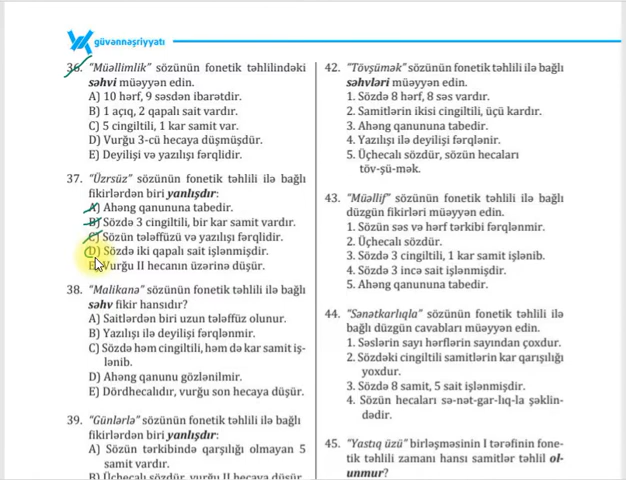 güvənnəşriyyatı
36. "Müəllimlik" sözünün fonetik təhlilindəki
səhvi müəyyən edin.
A) 10 hərf, 9 səsdən ibarətdir.
B) 1 açıq, 2 qapalı sait vardır.
C) 5 cingiltili, 1 kar samit var.
D) Vurğu 3-cü hecaya düşmüşdür.
E) Deyilişi və yazılışı fərqlidir.
37. "Üzrsüz" sözünün fonetik təhlili ilə bağlı
fikirlərdən biri yanlışdır:
A) Ahəng qanununa tabedir.
B) Sözdə 3 cingiltili, bir kar samit vardır.
C) Sözün tələffüzü və yazılışı fərqlidir.
D) Sözdə iki qapalı sait işlənmişdir.
E) Vurğu II hecanın üzərinə düşür.
38. "Malikanə" sözünün fonetik təhlili ilə bağlı
səhv fikir hansıdır?
A) Saitlərdən biri uzun tələffüz olunur.
B) Yazılışı ilə deyilişi fərqlənmir.
C) Sözdə həm cingiltili, həm də kar samit iş-
lənib.
D) Ahəng qanunu gözlənilmir.
E) Dördhecalıdır, vurğu son hecaya düşür.
39. "Günlərlə" sözünün fonetik təhlili ilə bağlı
fikirlərdən biri yanlışdır:
A) Sözün tərkibində qarşılığı olmayan 5
samit vardır.
B) Üçhecalı sözdür, vurğu II hecaya düşür
42. "Tövşümək" sözünün fonetik təhlili ilə bağlı
səhvləri müəyyən edin.
1. Sözdə 8 hərf, 8 səs vardır.
2. Samitlərin ikisi cingiltili, üçü kardır.
3. Ahəng qanununa tabedir.
4. Yazılışı ilə deyilişi fərqlənir.
5. Üçhecalı sözdür, sözün hecaları
töv-şü-mək.
43. "Müəllif" sözünün fonetik təhlili ilə bağlı
düzgün fikirləri müəyyən edin.
1. Sözün səs və hərf tərkibi fərqlənmir.
2. Üçhecalı sözdür.
3. Sözdə 3 cingiltili, 1 kar samit işlənib.
4. Sözdə 3 incə sait işlənmişdir.
5. Ahəng qanununa tabedir.
44. "Sənətkarlıqla" sözünün fonetik təhlili ilə
bağlı düzgün cavabları müəyyən edin.
1. Səslərin sayı hərflərin sayından çoxdur.
2. Sözdəki cingiltili samitlərin kar qarışılığı
yoxdur.
3. Sözdə 8 samit, 5 sait işlənmişdir.
4. Sözün hecaları sə-nət-gar-lıq-la şəklin-
dədir.
45. "Yastıq üzü" birləşməsinin I tərəfinin fone-
tik təhlili zamanı hansı samitlər təhlil ol-
unmur?